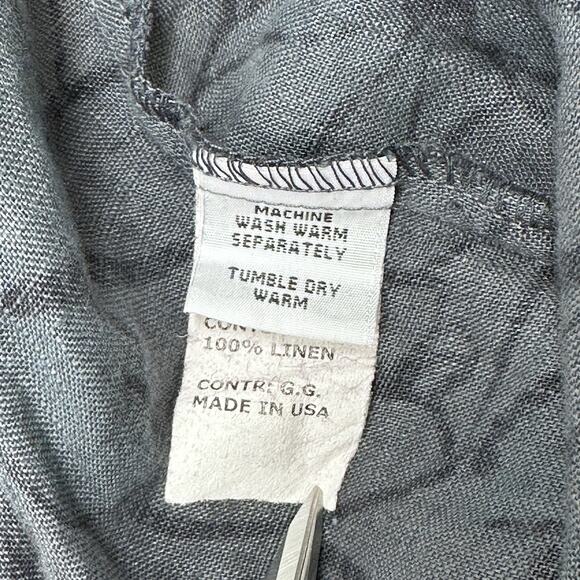 MACHINE
WASH WARM
SEPARATELY
TUMBLE DRY
WARM
100% LINEN
CONTR: G.G.
MADE IN USA